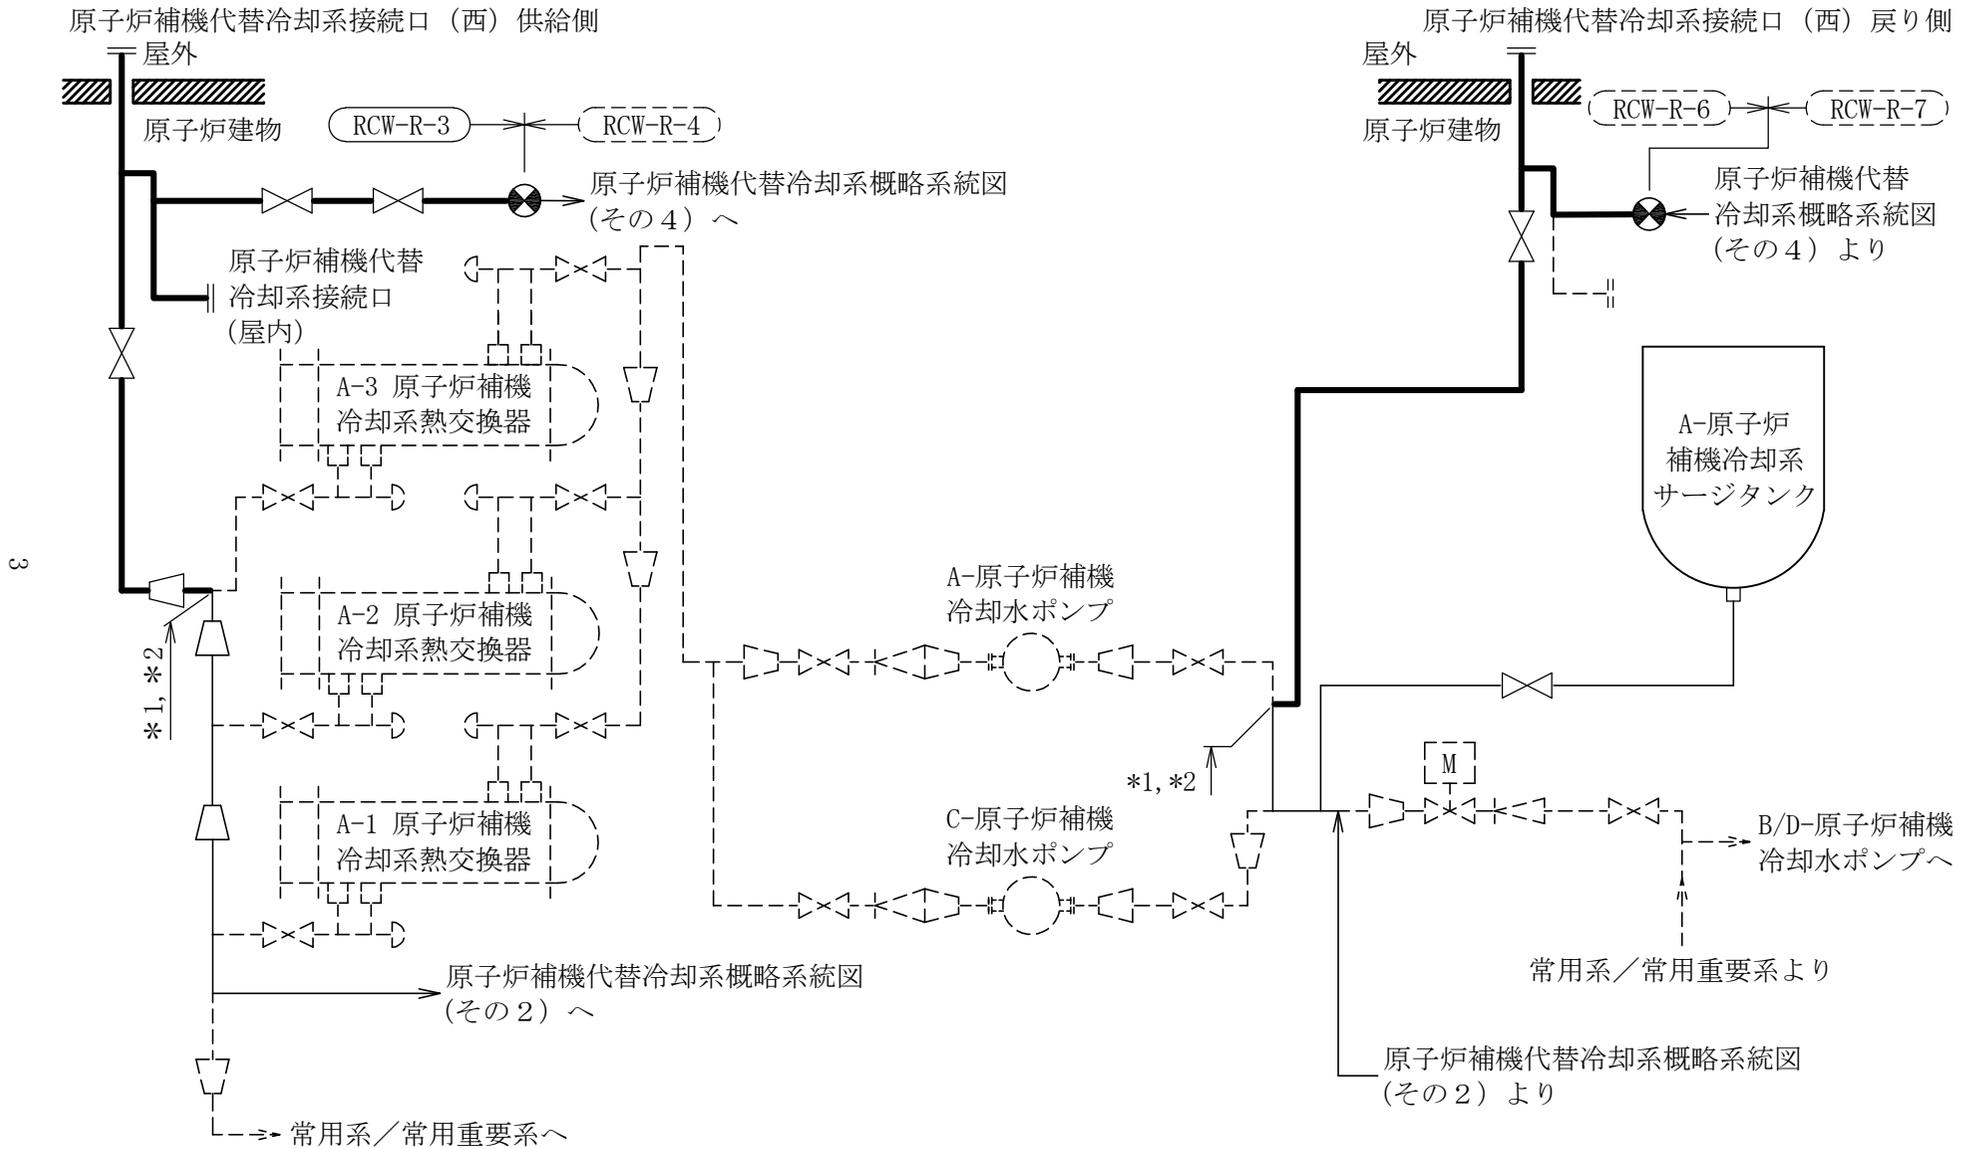 原子炉補機代替冷却系接続口（西）供給側
屋外
原子炉建物
RCW-R-3
RCW-R-4
原子炉補機代替冷却系概略系統図
（その４）へ
原子炉補機代替
冷却系接続口
（屋内）
A-3 原子炉補機
冷却系熱交換器
A-2 原子炉補機
冷却系熱交換器
＊1,＊2
A-1 原子炉補機
冷却系熱交換器
原子炉補機代替冷却系概略系統図
（その２）へ
常用系／常用重要系へ
A-原子炉補機
冷却水ポンプ
C-原子炉補機
冷却水ポンプ
原子炉補機代替冷却系接続口（西）戻り側
屋外
原子炉建物
RCW-R-6
RCW-R-7
原子炉補機代替
冷却系概略系統図
（その４）より
A-原子炉
補機冷却系
サージタンク
*1,*2
M
B/D-原子炉補機
冷却水ポンプへ
常用系／常用重要系より
原子炉補機代替冷却系概略系統図
（その２）より
3